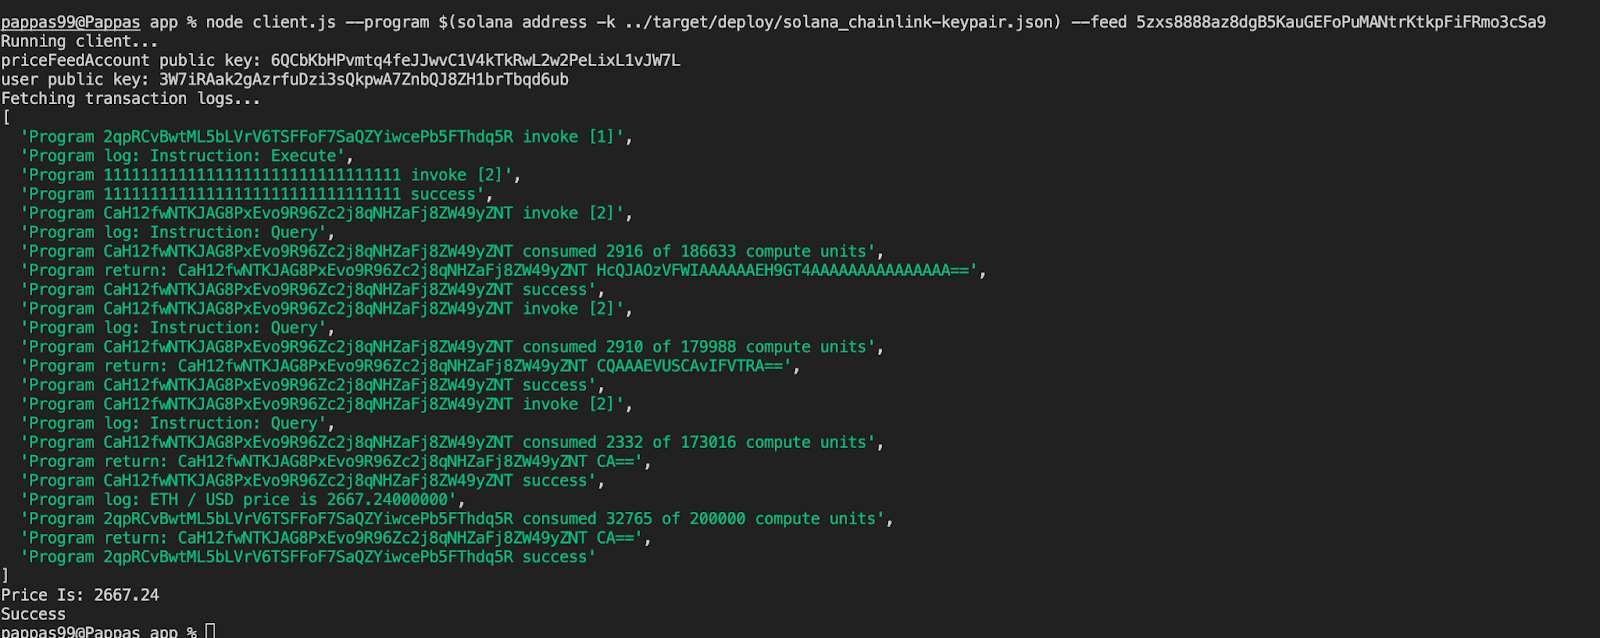 pappas99@Pappas app % node client.js --program $(solana address -k ../target/deploy/solana_chainlink-keypair.json) --feed 5zxs8888az8dgB5KauGEFoPuMANtrKtkpFiFRmo3cSa9
Running client...
priceFeedAccount public key: 6QCbKbHPvmtq4feJJwvC1V4kTkRwL2w2PeLixL1vJW7L
user public key: 3W7iRAak2gAzrfuDzi3sQkpwA7ZnbQJ8ZH1brTbqd6ub
Fetching transaction logs...
[
'Program 2qpRCvBwtML5bLVrV6TSFFoF7SaQZYiwcePb5FThdq5R invoke [1]',
'Program log: Instruction: Execute',
'Program 11111111111111111111111111111111 invoke [2]',
'Program 11111111111111111111111111111111 success',
'Program CaH12fwNTKJAG8PxEvo9R96Zc2j8qNHZaFj8ZW49yZNT invoke [2]',
'Program log: Instruction: Query',
'Program CaH12fwNTKJAG8PxEvo9R96Zc2j8qNHZaFj8ZW49yZNT consumed 2916 of 186633 compute units',
'Program return: CaH12fwNTKJAG8PxEvo9R96Zc2j8qNHZaFj8ZW49yZNT HcQJAOzVFWIAAAAAAEH9GT4AAAAAAAAAAAAAAA==',
'Program CaH12fwNTKJAG8PxEvo9R96Zc2j8qNHZaFj8ZW49yZNT success',
'Program CaH12fwNTKJAG8PxEvo9R96Zc2j8qNHZaFj8ZW49yZNT invoke [2]',
'Program log: Instruction: Query',
'Program CaH12fwNTKJAG8PxEvo9R96Zc2j8qNHZaFj8ZW49yZNT consumed 2910 of 179988 compute units',
'Program return: CaH12fwNTKJAG8PxEvo9R96Zc2j8qNHZaFj8ZW49yZNT CQAAAEVUSCAvIFVTRA==',
'Program CaH12fwNTKJAG8PxEvo9R96Zc2j8qNHZaFj8ZW49yZNT success',
'Program CaH12fwNTKJAG8PxEvo9R96Zc2j8qNHZaFj8ZW49yZNT invoke [2]',
'Program log: Instruction: Query',
'Program CaH12fwNTKJAG8PxEvo9R96Zc2j8qNHZaFj8ZW49yZNT consumed 2332 of 173016 compute units',
'Program return: CaH12fwNTKJAG8PxEvo9R96Zc2j8qNHZaFj8ZW49yZNT CA==',
'Program CaH12fwNTKJAG8PxEvo9R96Zc2j8qNHZaFj8ZW49yZNT success',
'Program log: ETH / USD price is 2667.24000000',
'Program 2qpRCvBwtML5bLVrV6TSFFoF7SaQZYiwcePb5FThdq5R consumed 32765 of 200000 compute units',
'Program return: CaH12fwNTKJAG8PxEvo9R96Zc2j8qNHZaFj8ZW49yZNT CA==',
'Program 2qpRCvBwtML5bLVrV6TSFFoF7SaQZYiwcePb5FThdq5R success'
]
Price Is: 2667.24
Success
pappas99@Pappas app %